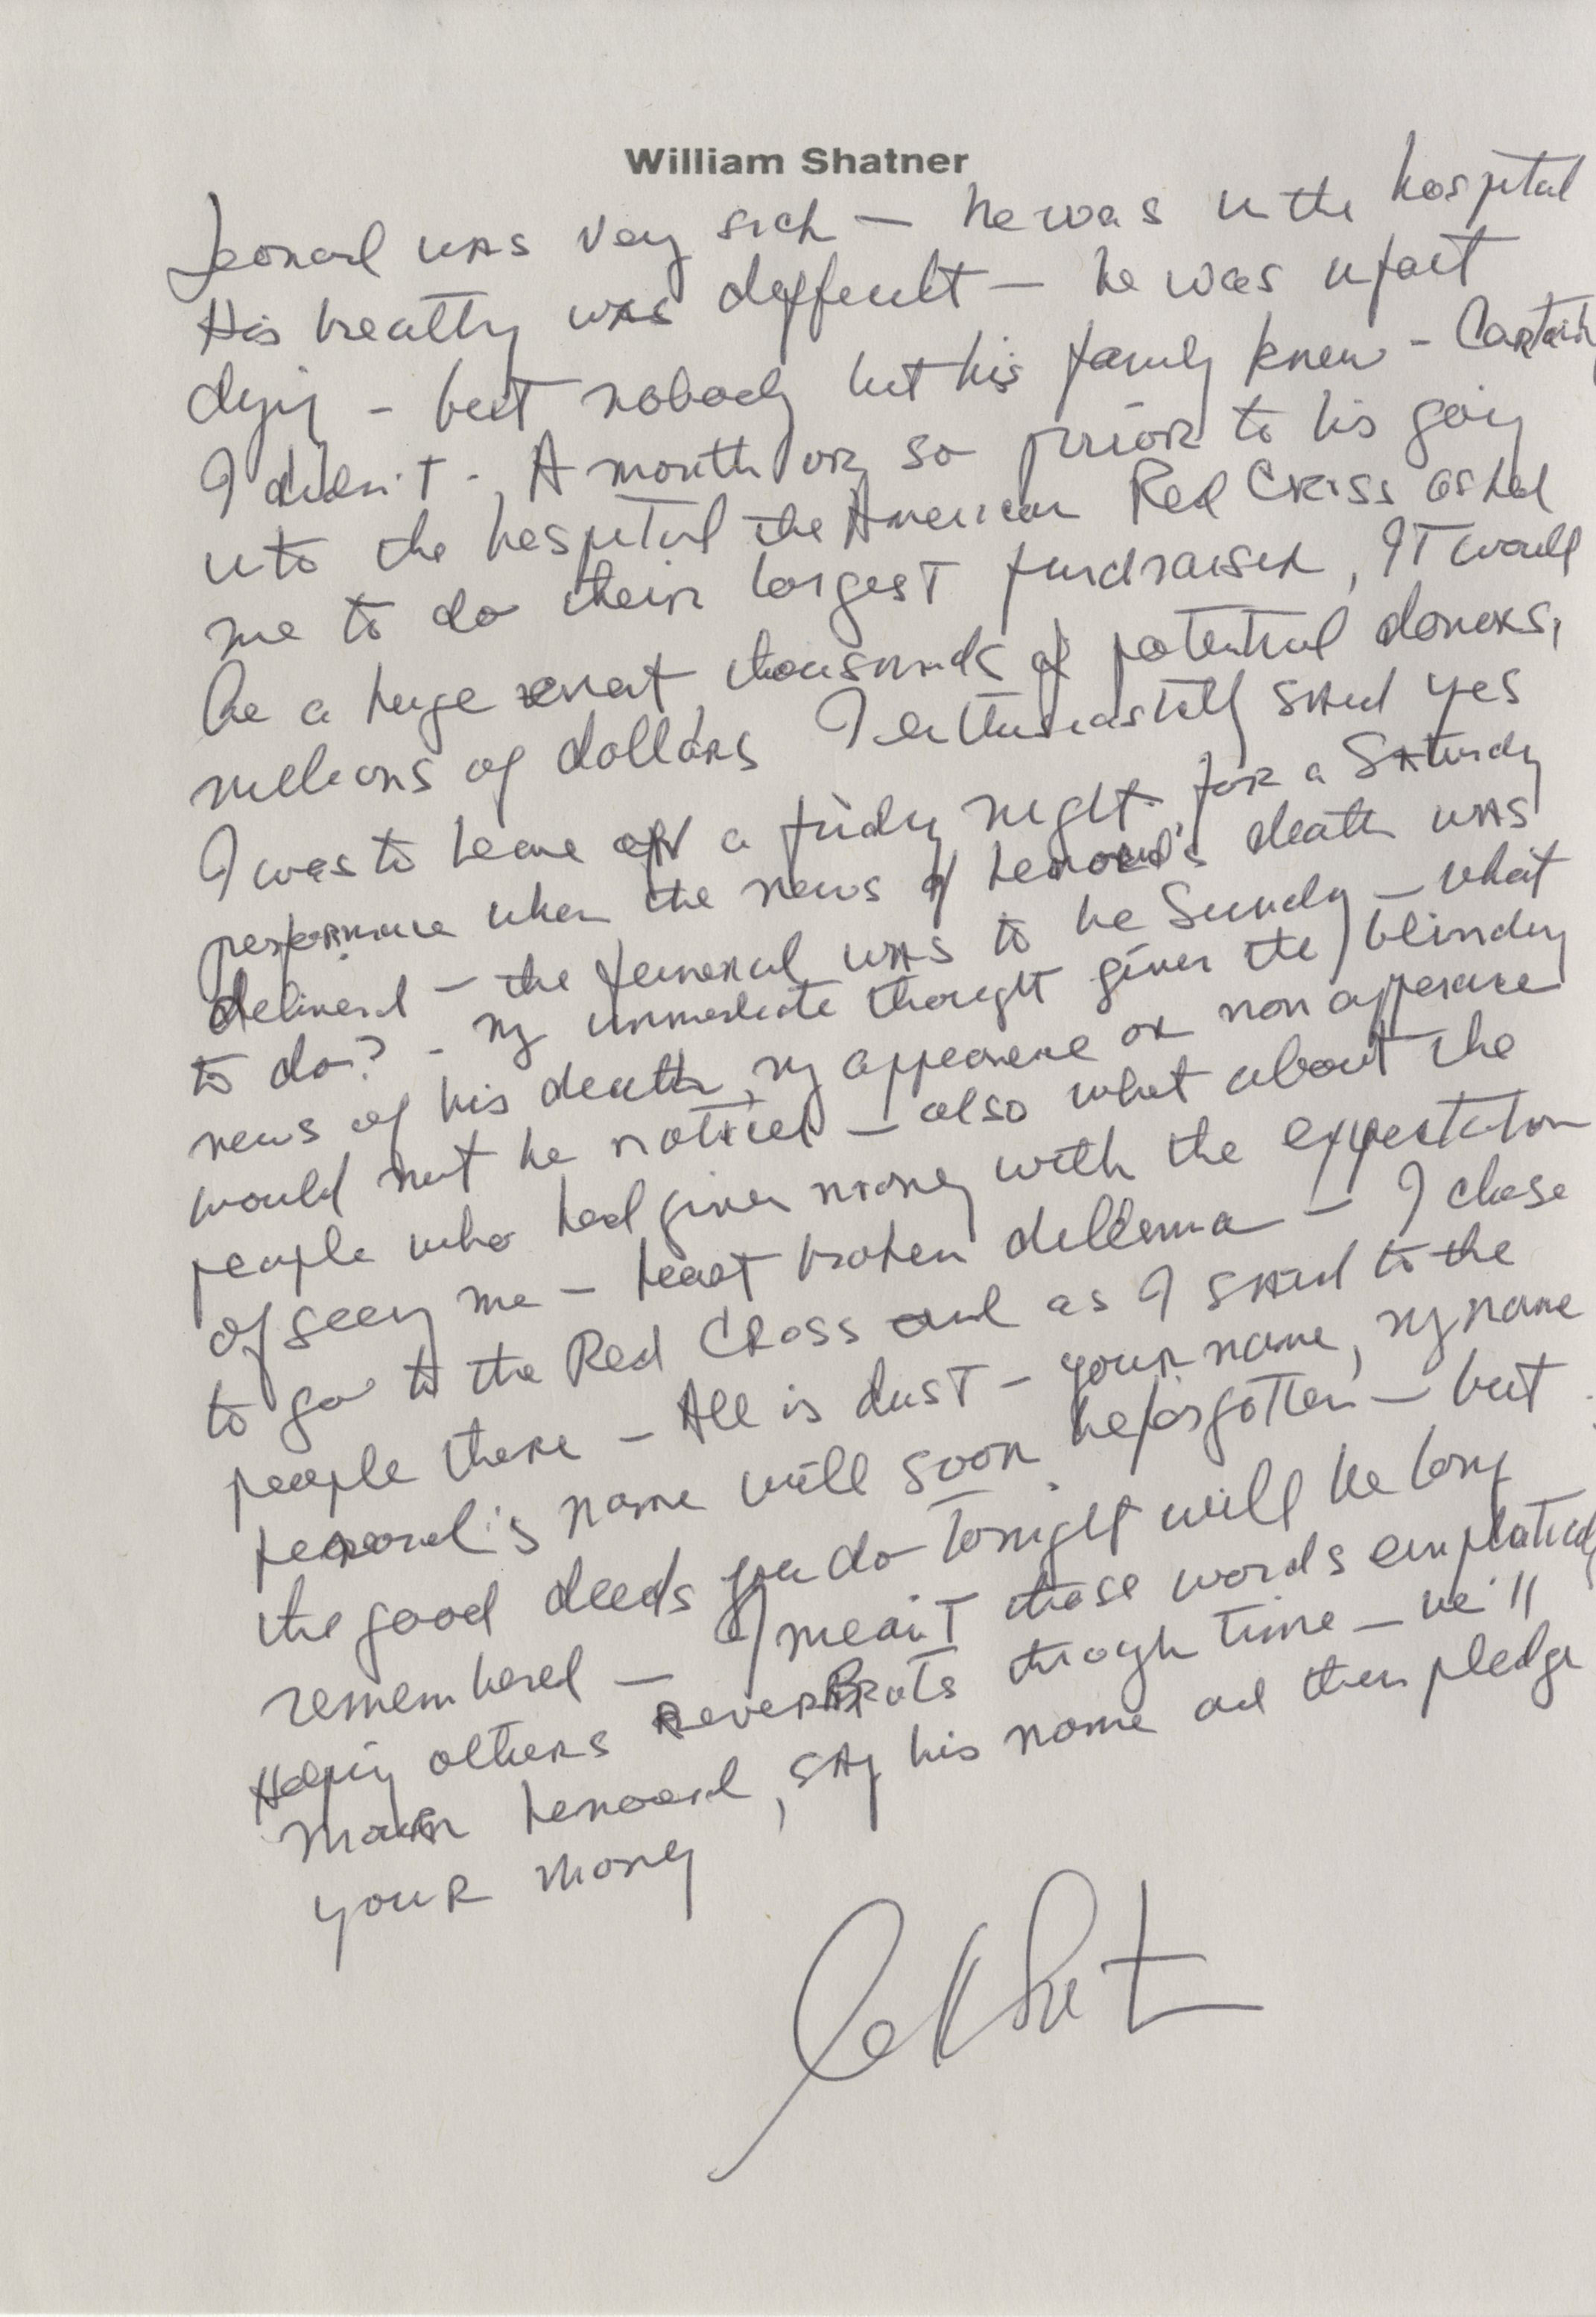 William Shatner
Leonard was very sick — he was in the hospital
His breathing was difficult — he was in fact
dying - but nobody but his family knew - Certainly
I didn't -, A month or so prior to his going
into the hospital the American Red Cross asked
me to do their largest fundraiser, IT would
be a huge event, thousands of potential donors,
millions of dollars I enthusiastically said yes
I was to leave on a friday night for a Saturday
performance when the news of Leonard's death was
delivered - the funeral was to be Sunday — what
to do? - my immediate thought given the blinding
news of his death, my appearance or non appearance
would not be noticed — also what about the
people who had given money with the expectation
of seeing me - heart broken dillema — I chose
to go to the Red Cross and as I said to the
people there - All is dust - your name, my name
Leonard's name will soon be forgotten — but
the good deeds you do tonight will be long
remembered — I meant those words emphatically
Helping others reverberates through time — we'll
mourn Leonard, say his name and then pledge
your money